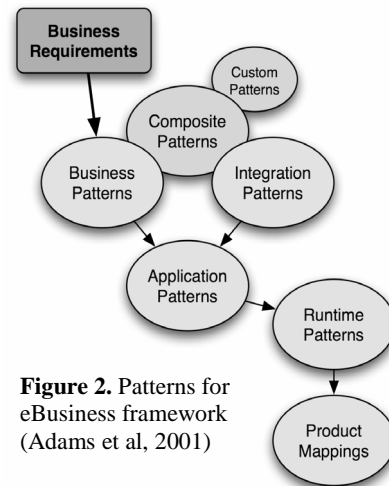 Business
Requirements
Custom
Patterns
Composite
Patterns
Business
Patterns
Integration
Patterns
Application
Patterns
Runtime
Patterns
Figure 2. Patterns for
eBusiness framework
(Adams et al, 2001)
Product
Mappings